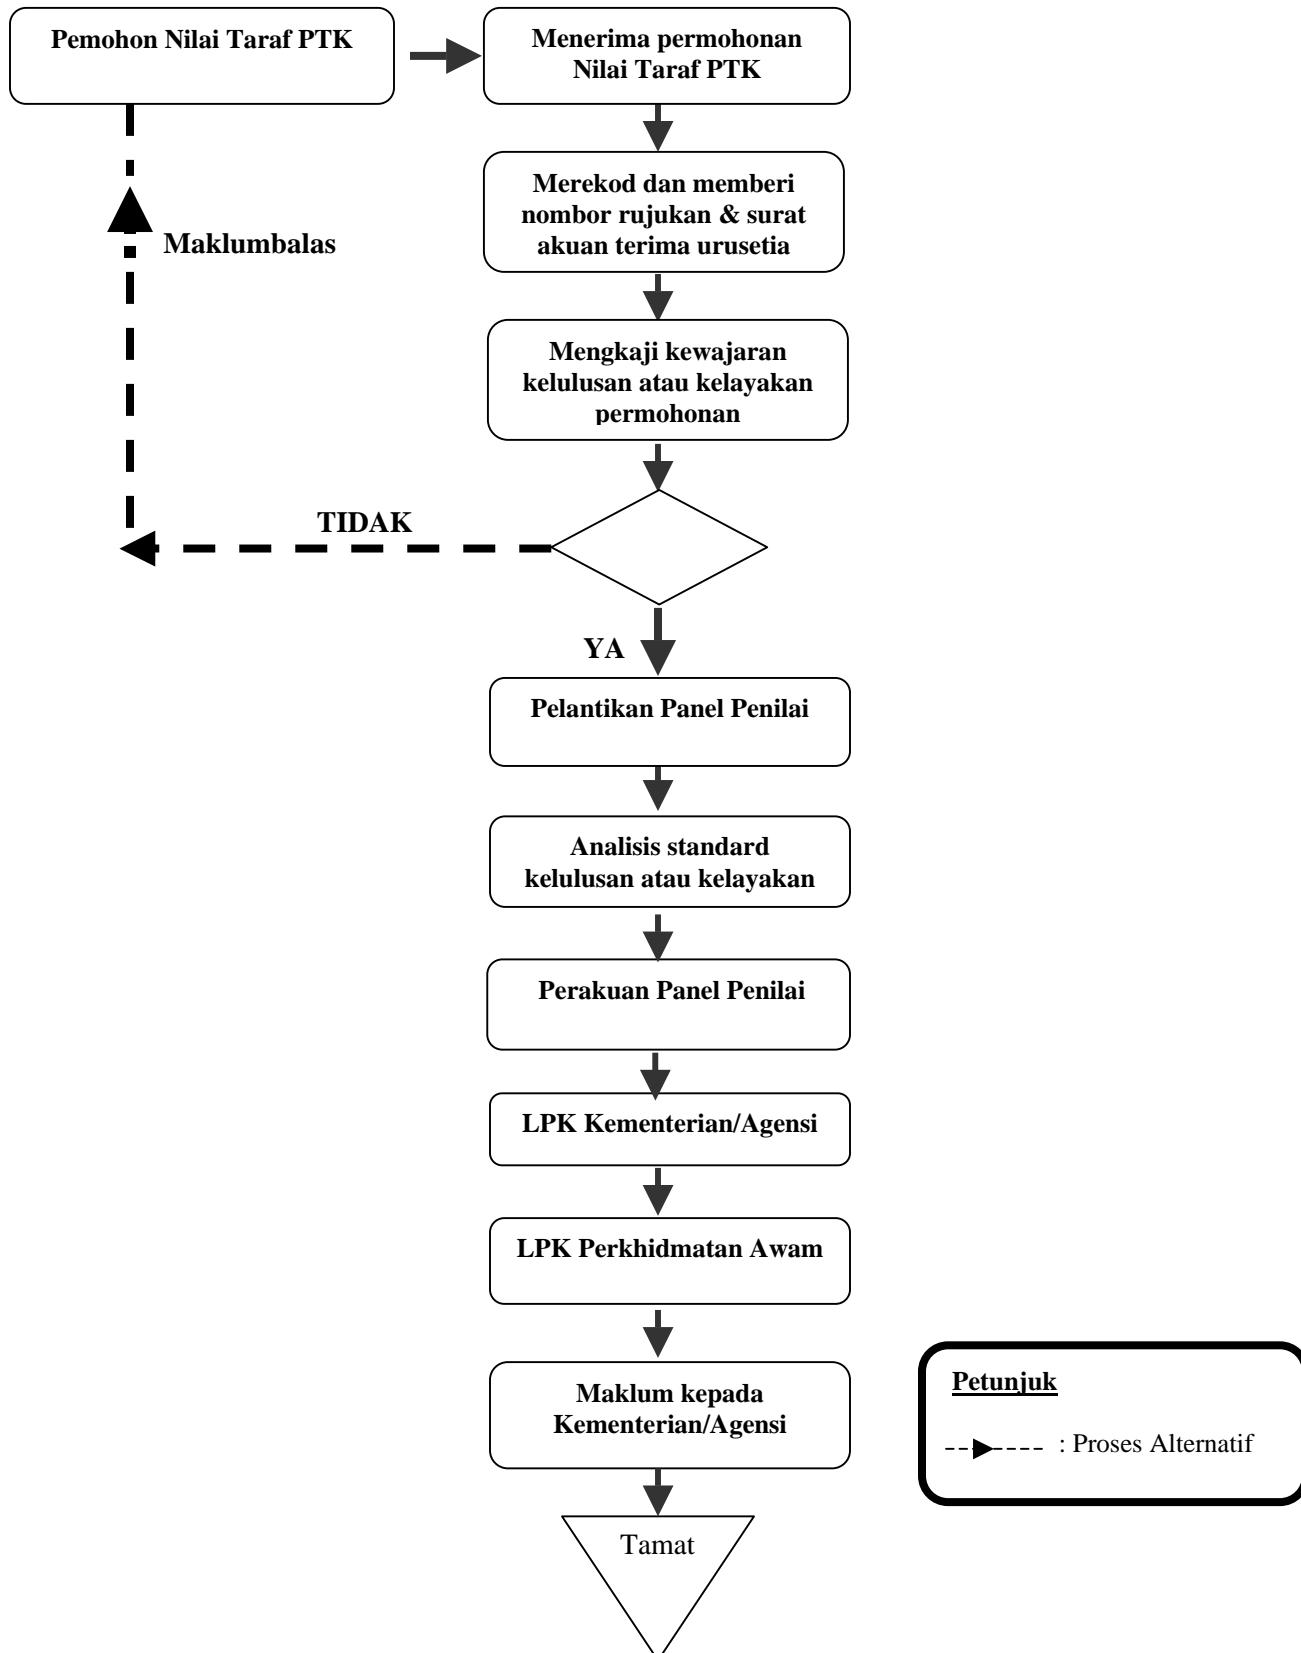 Pemohon Nilai Taraf PTK
Menerima permohonan
Nilai Taraf PTK
Merekod dan memberi
nombor rujukan & surat
akuan terima urusetia
Maklumbalas
Mengkaji kewajaran
kelulusan atau kelayakan
permohonan
TIDAK
YA
Pelantikan Panel Penilai
Analisis standard
kelulusan atau kelayakan
Perakuan Panel Penilai
LPK Kementerian/Agensi
LPK Perkhidmatan Awam
Maklum kepada
Kementerian/Agensi
Tamat
Petunjuk
: Proses Alternatif